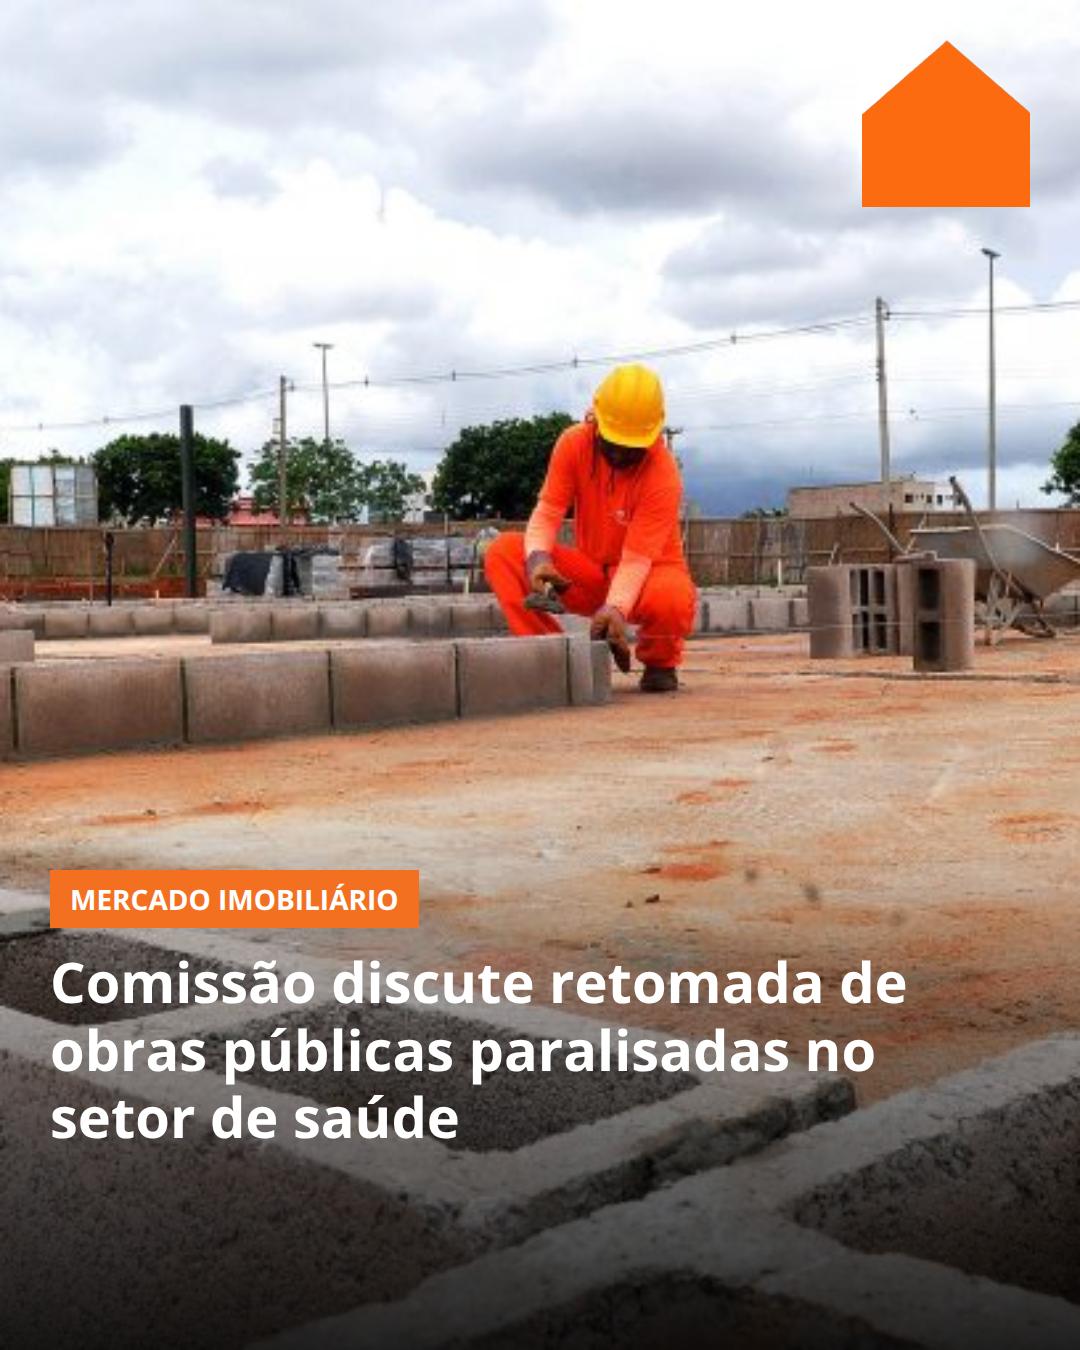 MERCADO IMOBILIÁRIO
Comissão discute retomada de
obras públicas paralisadas no
setor de saúde